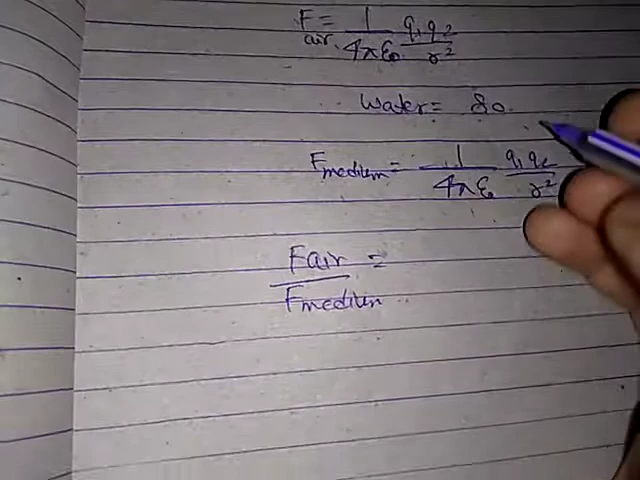 F = 1/4πε₀ q₁q₂/r²
air
water = 80
Fmedium = 1/4πε₀ q₁q₂/r²
Fair/Fmedium =